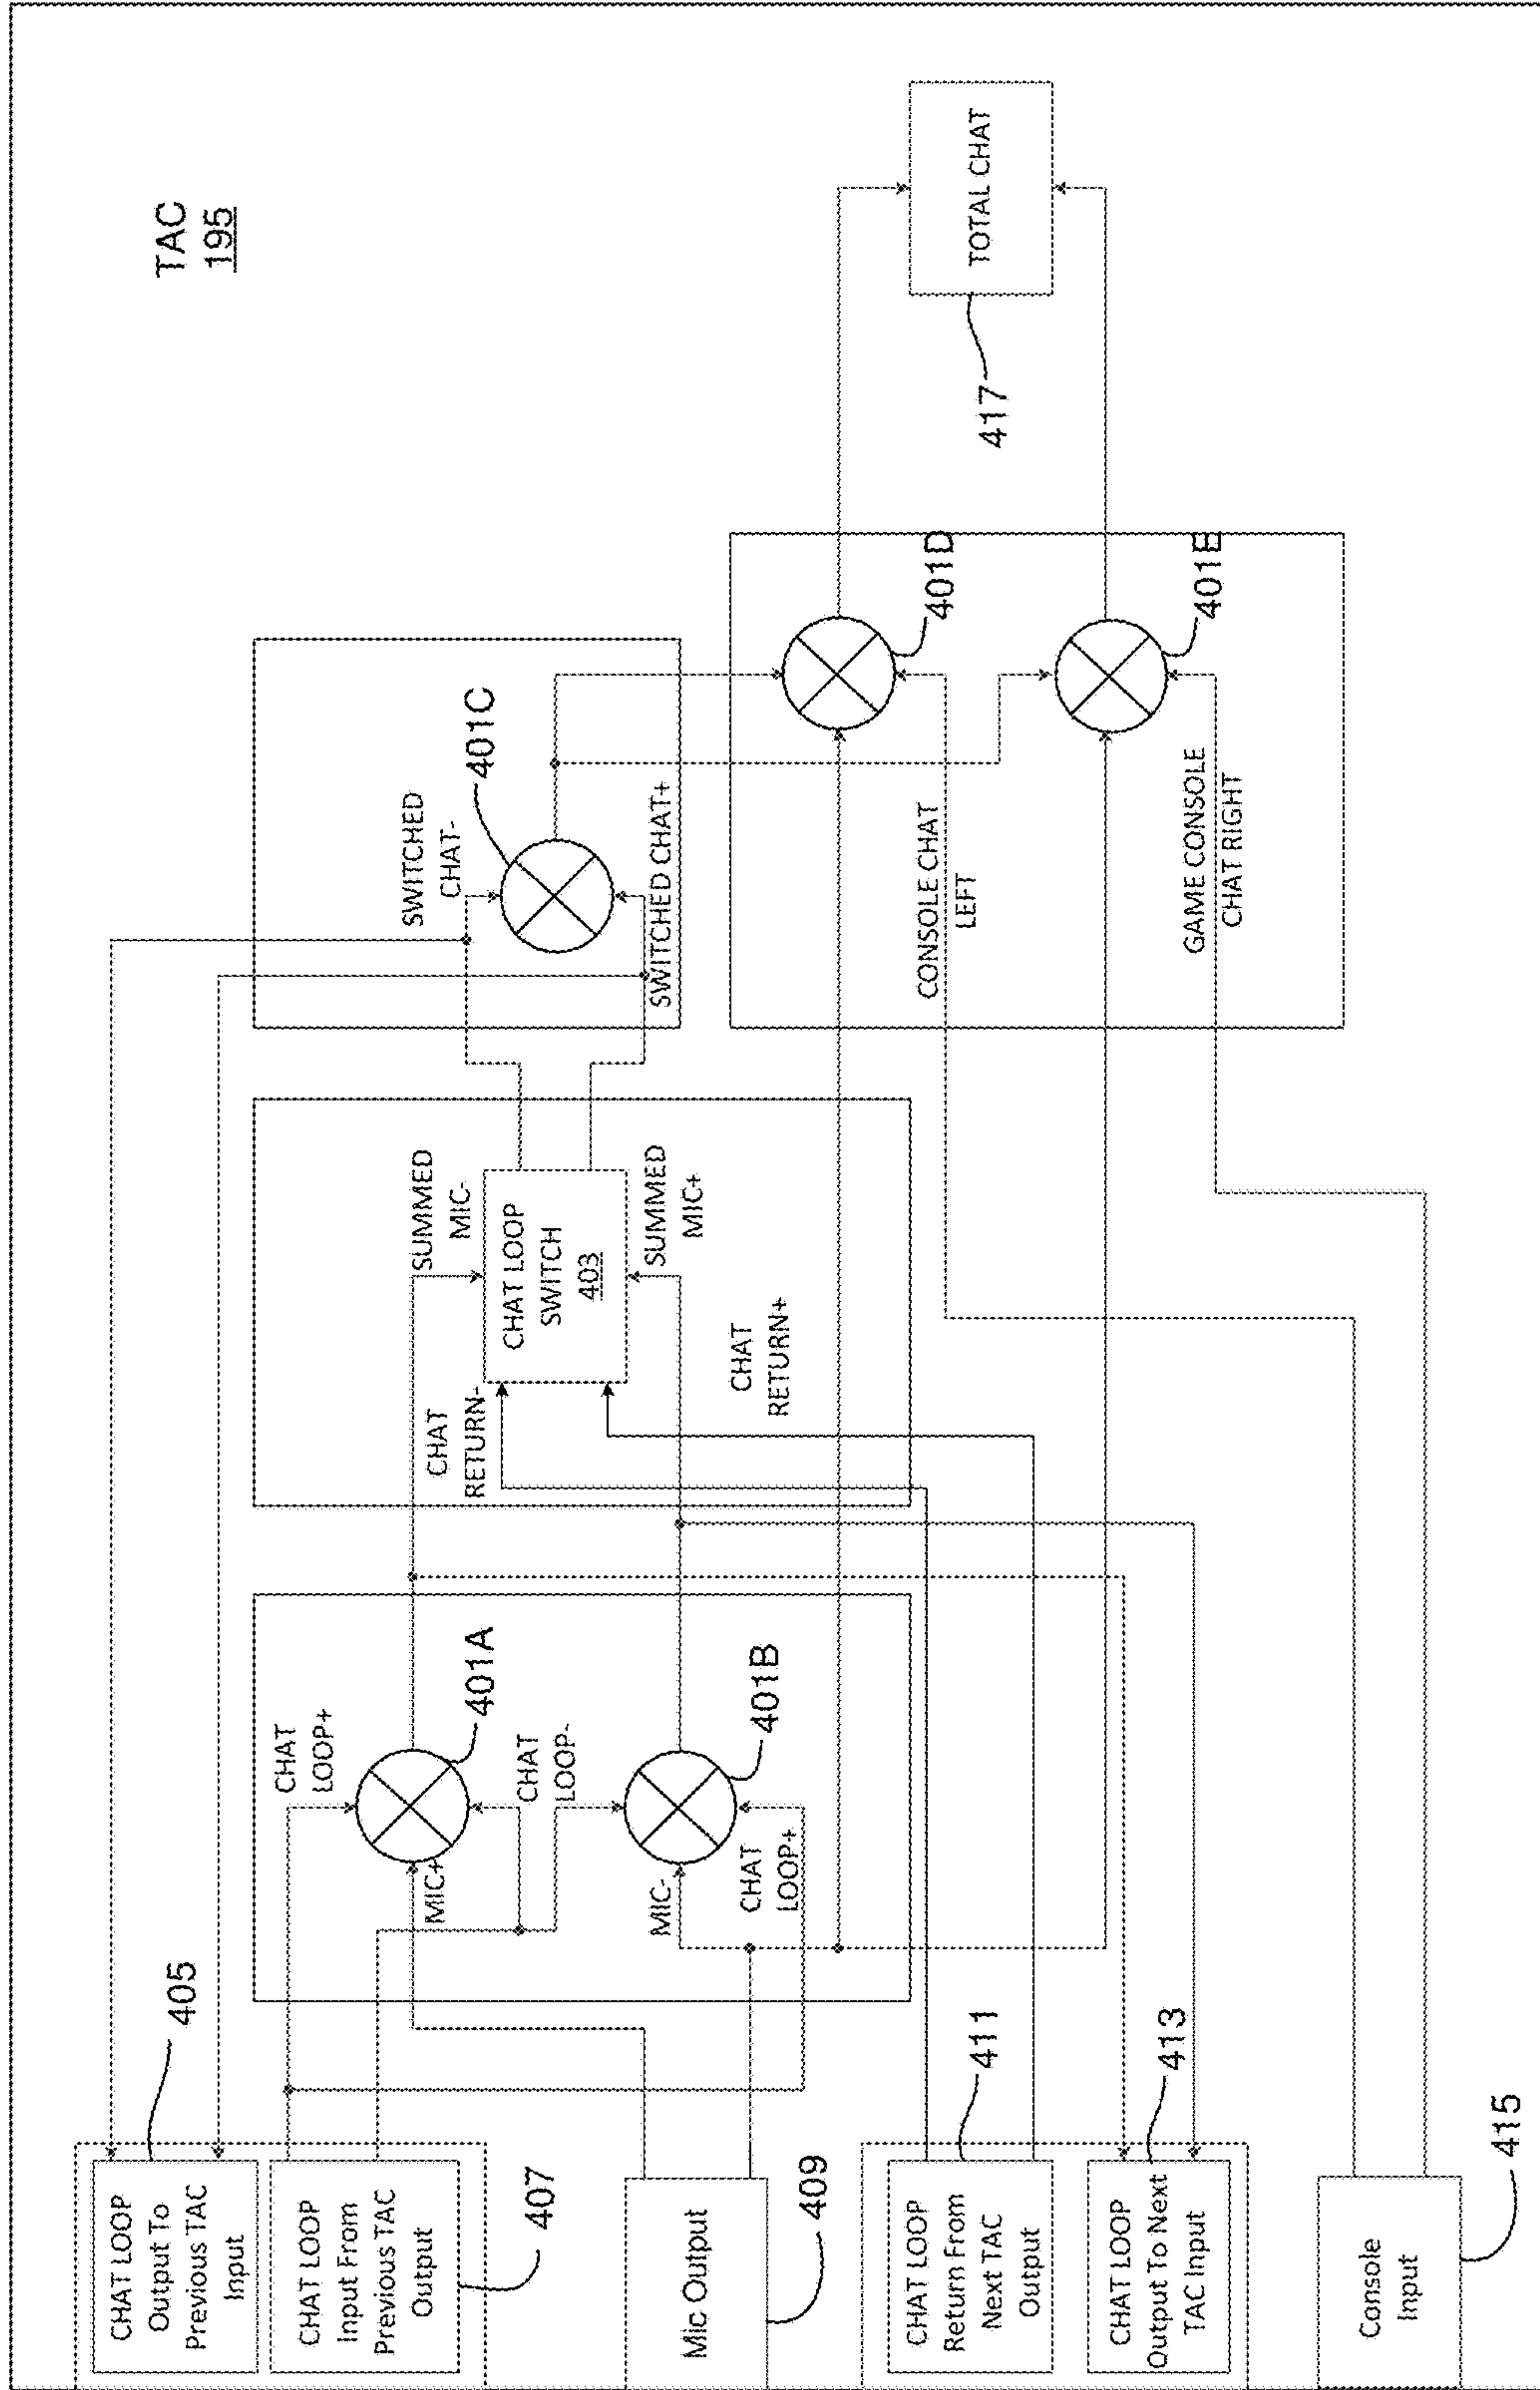 TAC
195
CHAT LOOP
Output To
Previous TAC
Input
405
CHAT LOOP
Input From
Previous TAC
Output
407
Mic Output
409
CHAT LOOP
Return From
Next TAC
Output
411
CHAT LOOP
Output To Next
TAC Input
413
Console
Input
415
CHAT
LOOP+
401A
MIC+
CHAT
LOOP-
401B
MIC-
CHAT
LOOP+
SUMMED
MIC-
CHAT
RETURN-
CHAT LOOP
SWITCH
403
SUMMED
MIC+
CHAT
RETURN+
SWITCHED
CHAT-
401C
SWITCHED CHAT+
CONSOLE CHAT
LEFT
401D
GAME CONSOLE
CHAT RIGHT
401E
TOTAL CHAT
417